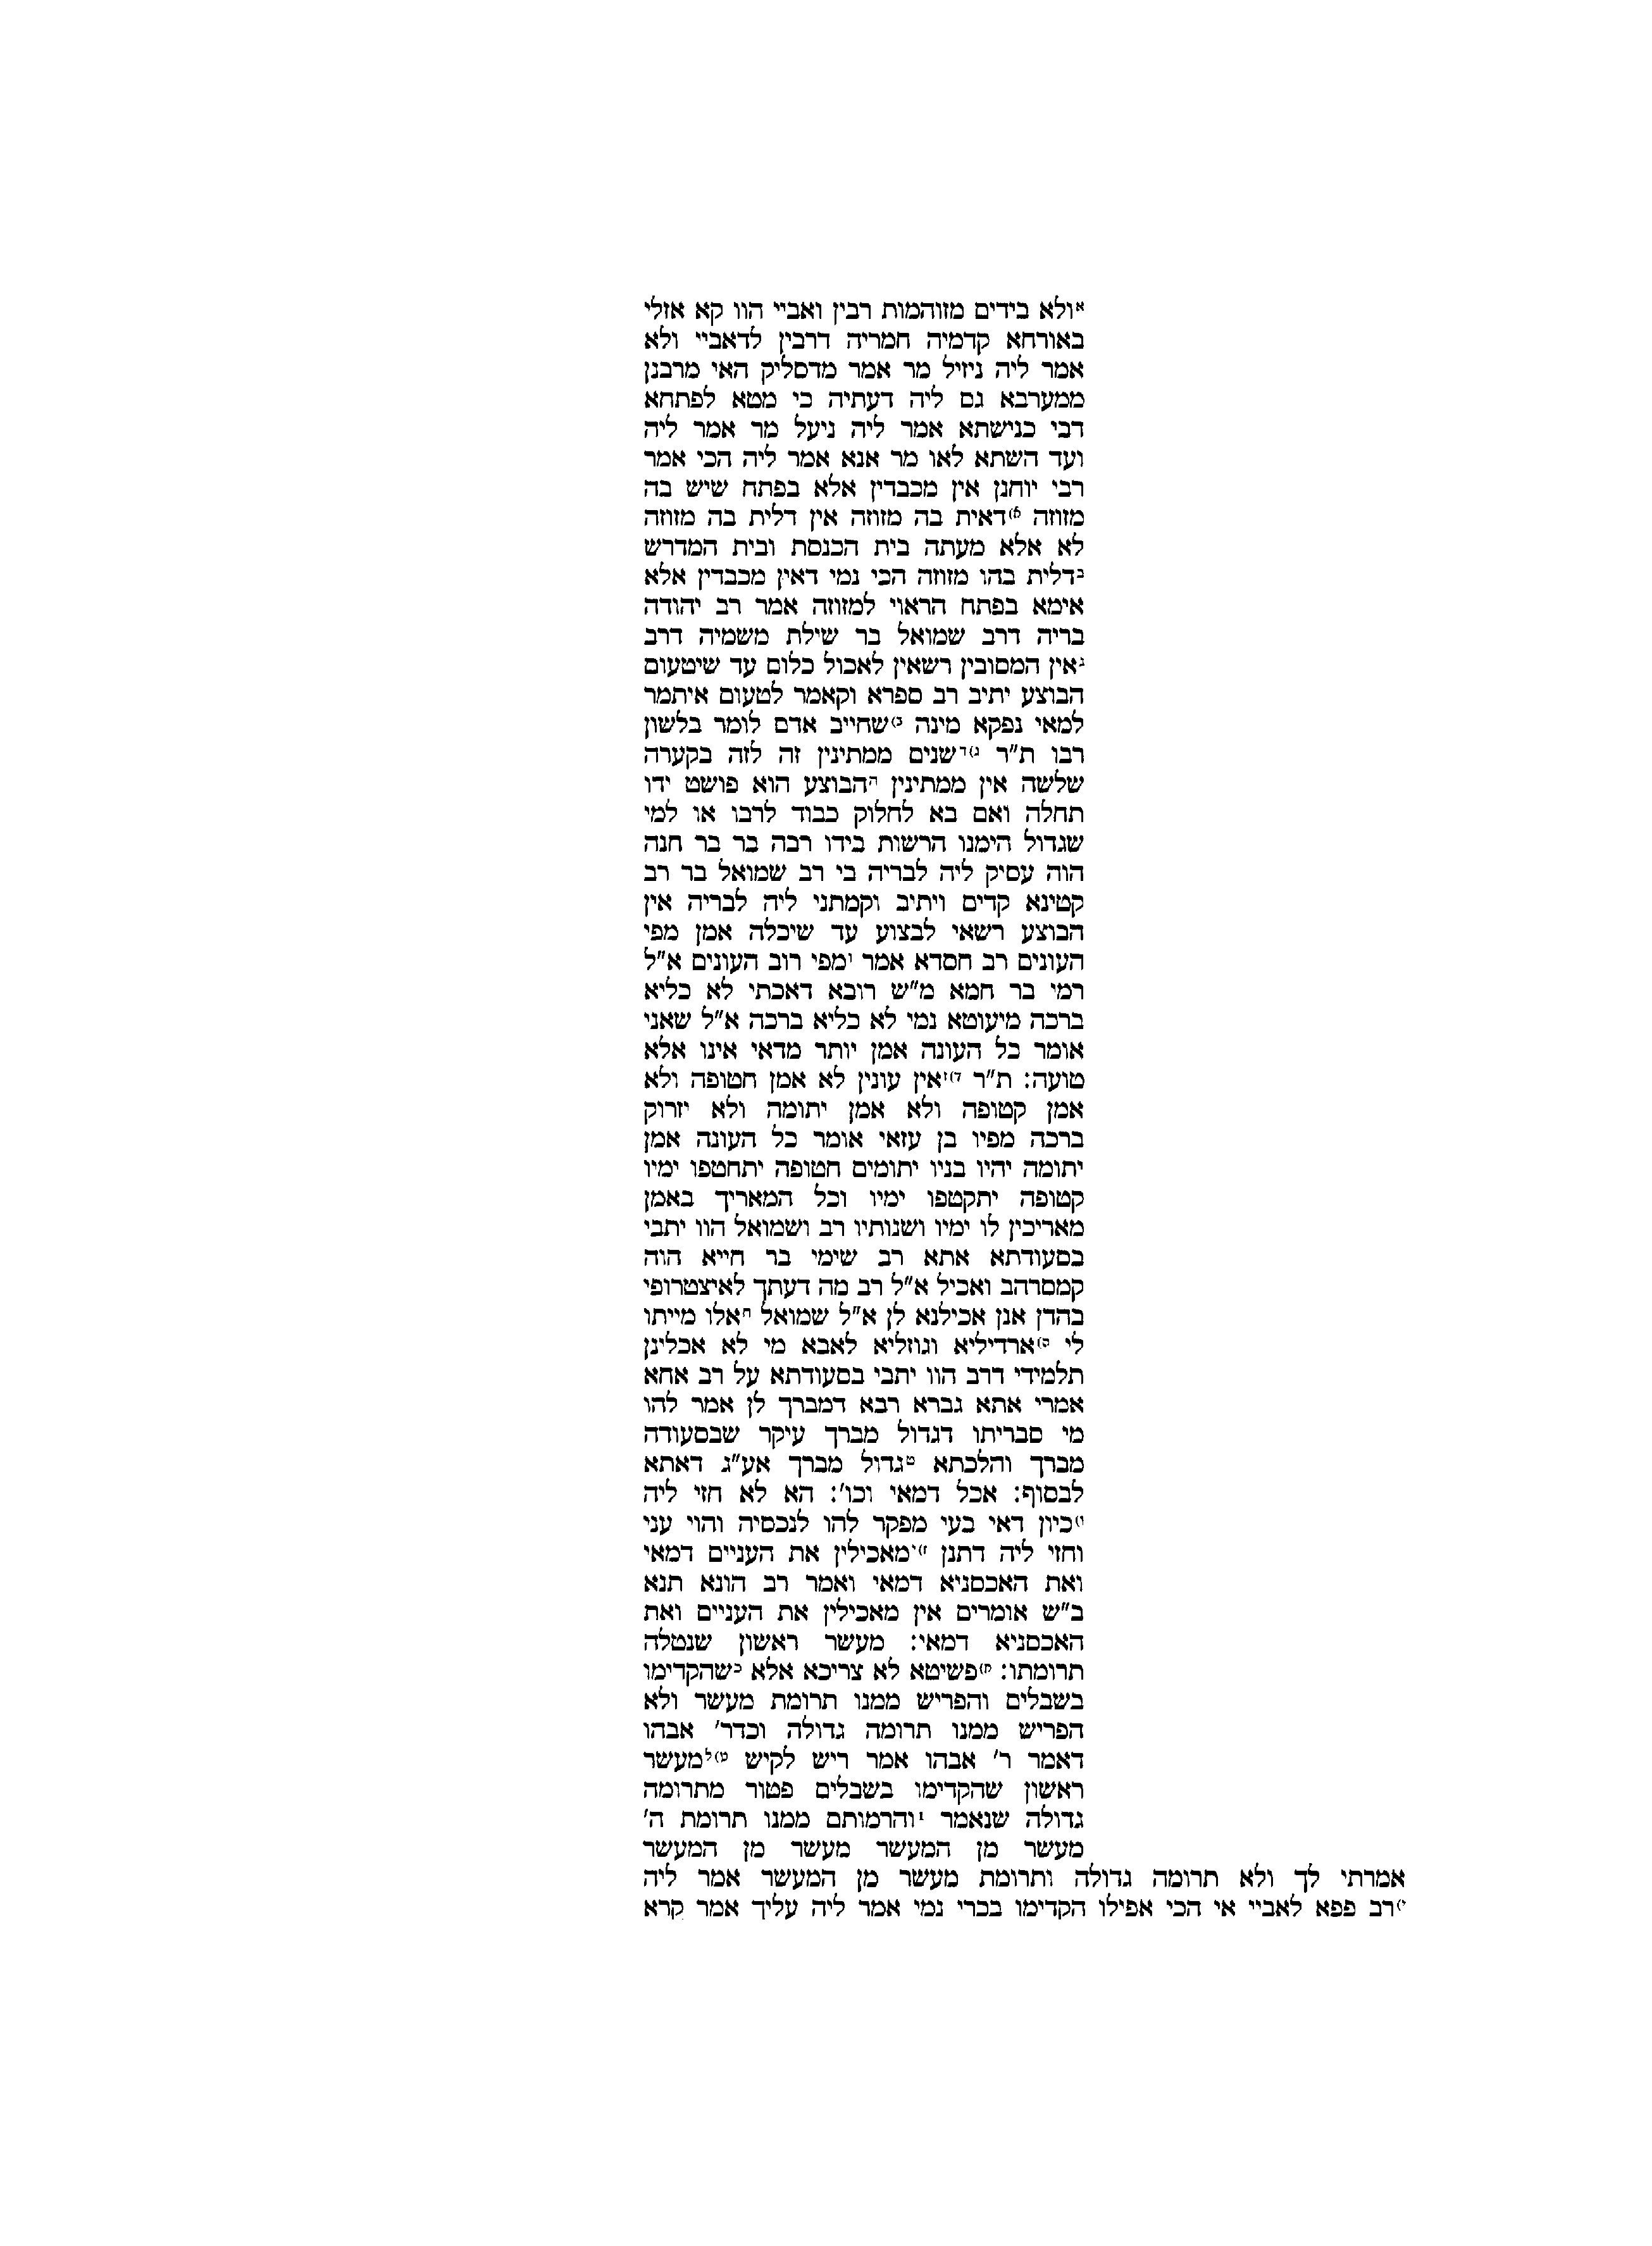 אולא בידים מזוהמות רבין ואביי הוו קא אזלי
באורחא קדמיה חמריה דרבין לדאביי ולא
אמר ליה ניזיל מר אמר מדסליק האי מרבנן
ממערבא גס ליה דעתיה כי מטא לפתחא
דבי כנישתא אמר ליה ניעל מר אמר ליה
ועד השתא לאו מר אנא אמר ליה הכי אמר
רבי יוחנן אין מכבדין אלא בפתח שיש בה
מזוזה א)דאית בה מזוזה אין דלית בה מזוזה
לא אלא מעתה בית הכנסת ובית המדרש
בדלית בהו מזוזה הכי נמי דאין מכבדין אלא
אימא בפתח הראוי למזוזה אמר רב יהודה
בריה דרב שמואל בר שילת משמיה דרב
גאין המסובין רשאין לאכול כלום עד שיטעום
הבוצע יתיב רב ספרא וקאמר לטעום איתמר
למאי נפקא מינה ב)שחייב אדם לומר בלשון
רבו ת"ר ג)דשנים ממתינין זה לזה בקערה
שלשה אין ממתינין ההבוצע הוא פושט ידו
תחלה ואם בא לחלוק כבוד לרבו או למי
שגדול הימנו הרשות בידו רבה בר בר חנה
הוה עסיק ליה לבריה בי רב שמואל בר רב
קטינא קדים ויתיב וקמתני ליה לבריה אין
הבוצע רשאי לבצוע עד שיכלה אמן מפי
העונים רב חסדא אמר ומפי רוב העונים א"ל
רמי בר חמא מ"ש רובא דאכתי לא כליא
ברכה מיעוטא נמי לא כליא ברכה א"ל שאני
אומר כל העונה אמן יותר מדאי אינו אלא
טועה: ת"ר ד)זאין עונין לא אמן חטופה ולא
אמן קטופה ולא אמן יתומה ולא יזרוק
ברכה מפיו בן עזאי אומר כל העונה אמן
יתומה יהיו בניו יתומים חטופה יתחטפו ימיו
קטופה יתקטפו ימיו וכל המאריך באמן
מאריכין לו ימיו ושנותיו רב ושמואל הוו יתבי
בסעודתא אתא רב שימי בר חייא הוה
קמסרהב ואכיל א"ל רב מה דעתך לאיצטרופי
בהדן אנן אכילנא לן א"ל שמואל חאלו מייתו
לי ה)ארדיליא וגוזליא לאבא מי לא אכלינן
תלמידי דרב הוו יתבי בסעודתא על רב אחא
אמרי אתא גברא רבא דמברך לן אמר להו
מי סבריתו דגדול מברך עיקר שבסעודה
מברך והלכתא טגדול מברך אע"ג דאתא
לבסוף: אכל דמאי וכו': הא לא חזי ליה
ו)כיון דאי בעי מפקר להו לנכסיה והוי עני
וחזי ליה דתנן ז)ימאכילין את העניים דמאי
ואת האכסניא דמאי ואמר רב הונא תנא
ב"ש אומרים אין מאכילין את העניים ואת
האכסניא דמאי: מעשר ראשון שנטלה
תרומתו: ח)פשיטא לא צריכא אלא כשהקדימו
בשבלים והפריש ממנו תרומת מעשר ולא
הפריש ממנו תרומה גדולה וכדר' אבהו
דאמר ר' אבהו אמר ריש לקיש ט)למעשר
ראשון שהקדימו בשבלים פטור מתרומה
גדולה שנאמר 1והרמותם ממנו תרומת ה'
מעשר מן המעשר מעשר מן המעשר
אמרתי לך ולא תרומה גדולה ותרומת מעשר מן המעשר אמר ליה
י)רב פפא לאביי אי הכי אפילו הקדימו בכרי נמי אמר ליה עליך אמר קרא